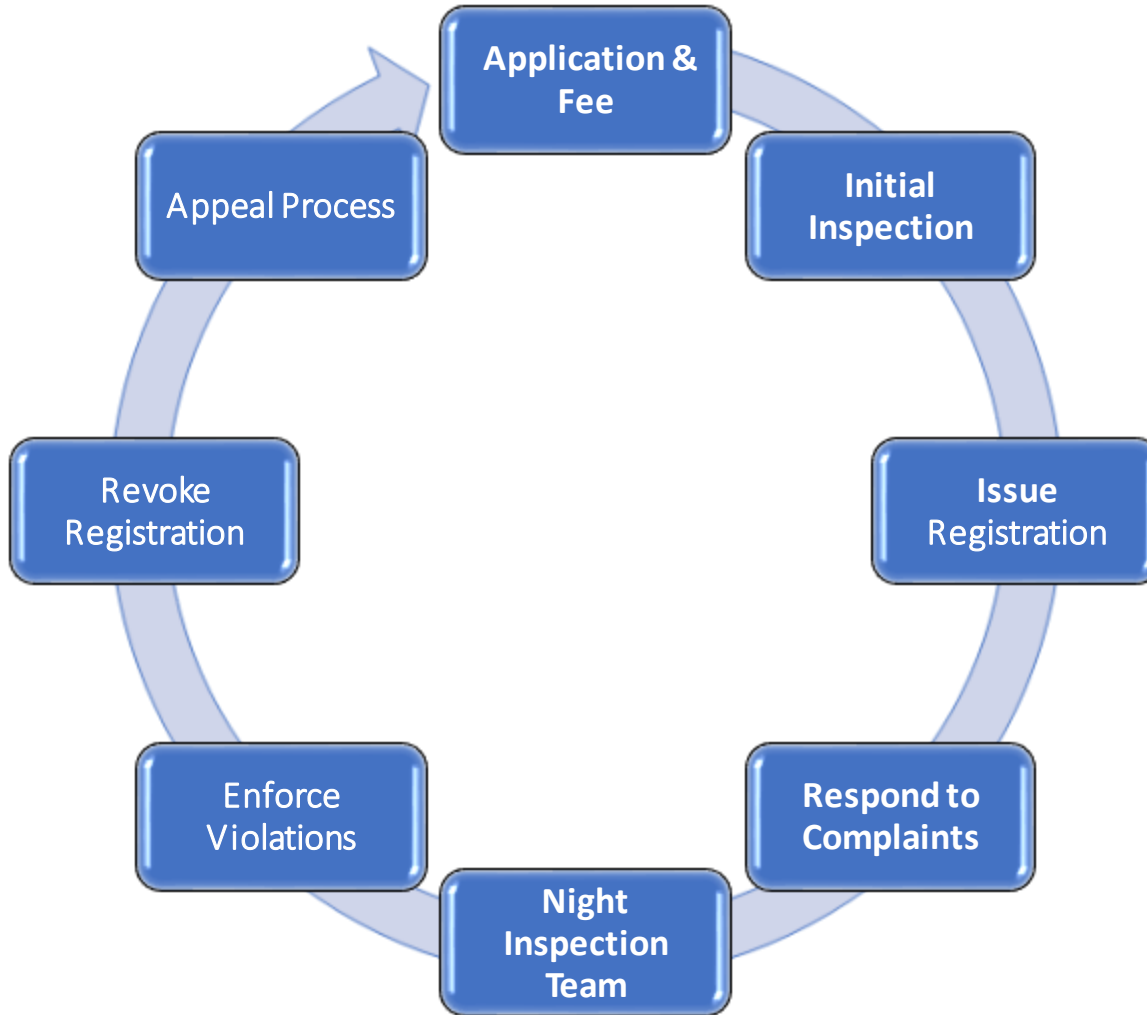 Application &
Fee
Initial
Inspection
Issue
Registration
Respond to
Complaints
Night
Inspection
Team
Enforce
Violations
Revoke
Registration
Appeal Process